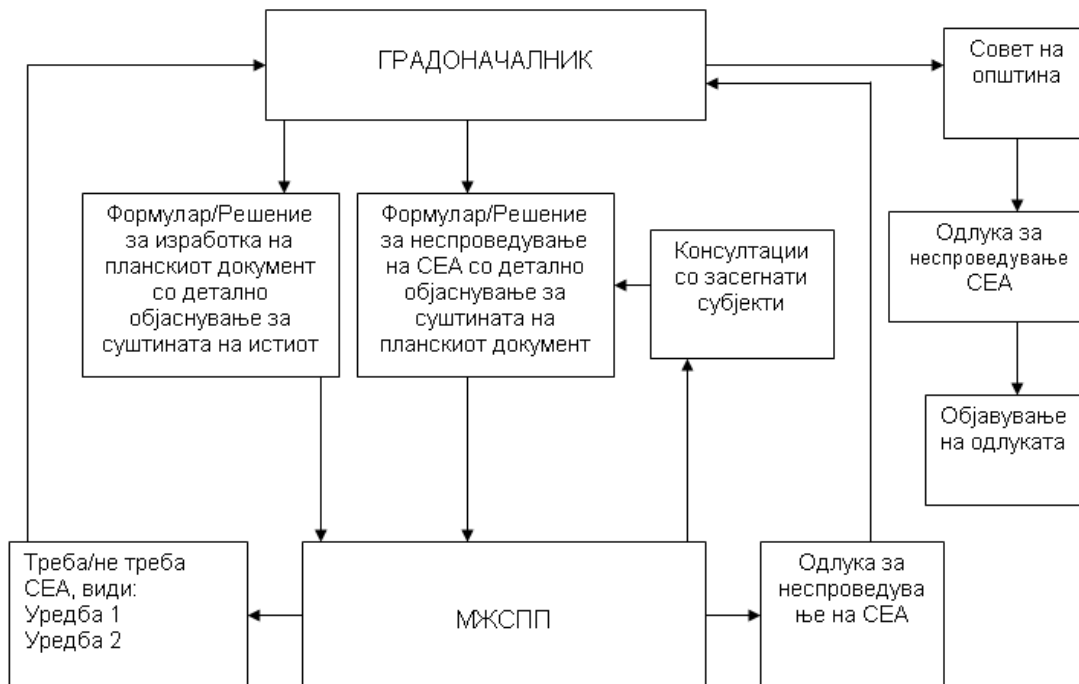 ГРАДОНАЧАЛНИК
Совет на
општина
Формулар/Решение
за изработка на
планскиот документ
со детално
објаснување за
суштината на истиот
Формулар/Решение
за неспроведување
на СЕА со детално
објаснување за
суштината на
планскиот документ
Консултации
со засегнати
субјекти
Одлука за
неспроведување
СЕА
Објавување
на одлуката
Треба/не треба
СЕА, види:
Уредба 1
Уредба 2
МЖСПП
Одлука за
неспроведува
ње на СЕА